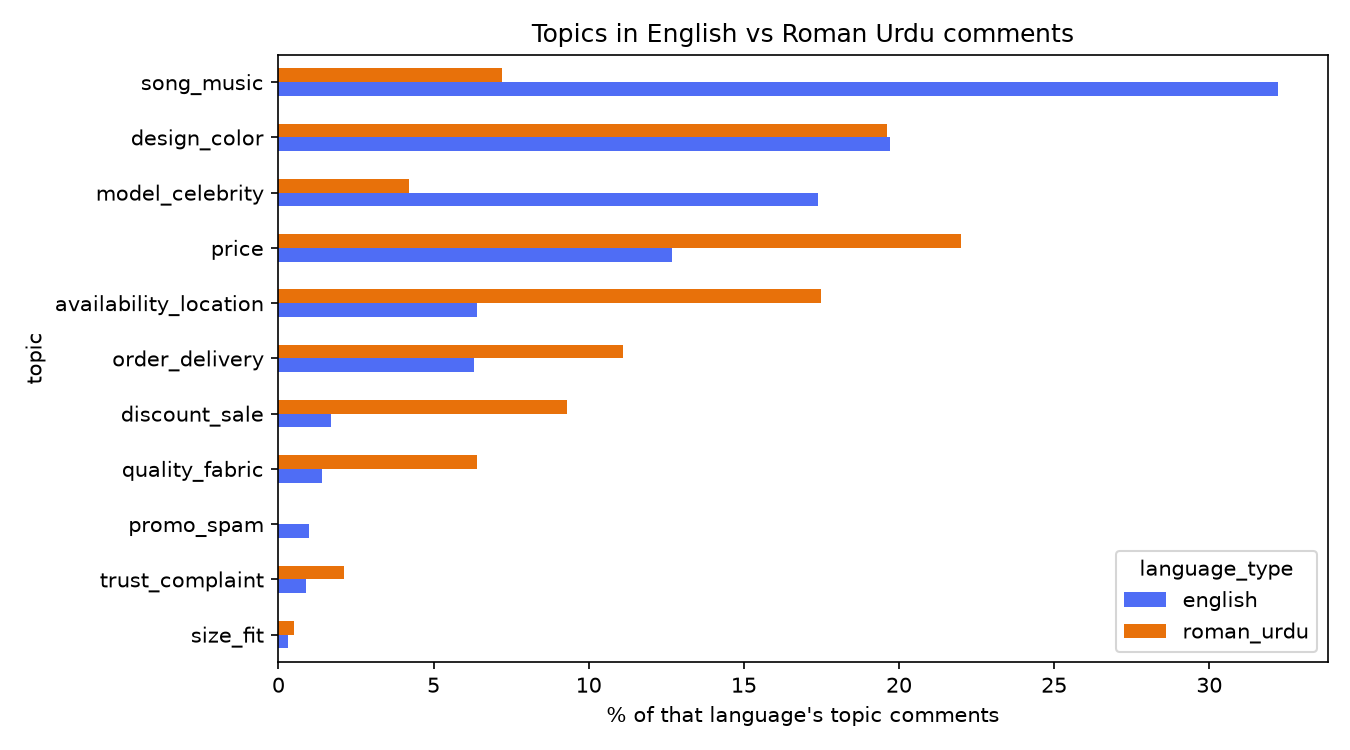 Topics in English vs Roman Urdu comments
song_music
design_color
model_celebrity
price
availability_location
order_delivery
discount_sale
quality_fabric
promo_spam
trust_complaint
size_fit
topic
language_type
english
roman_urdu
0 5 10 15 20 25 30
% of that language's topic comments